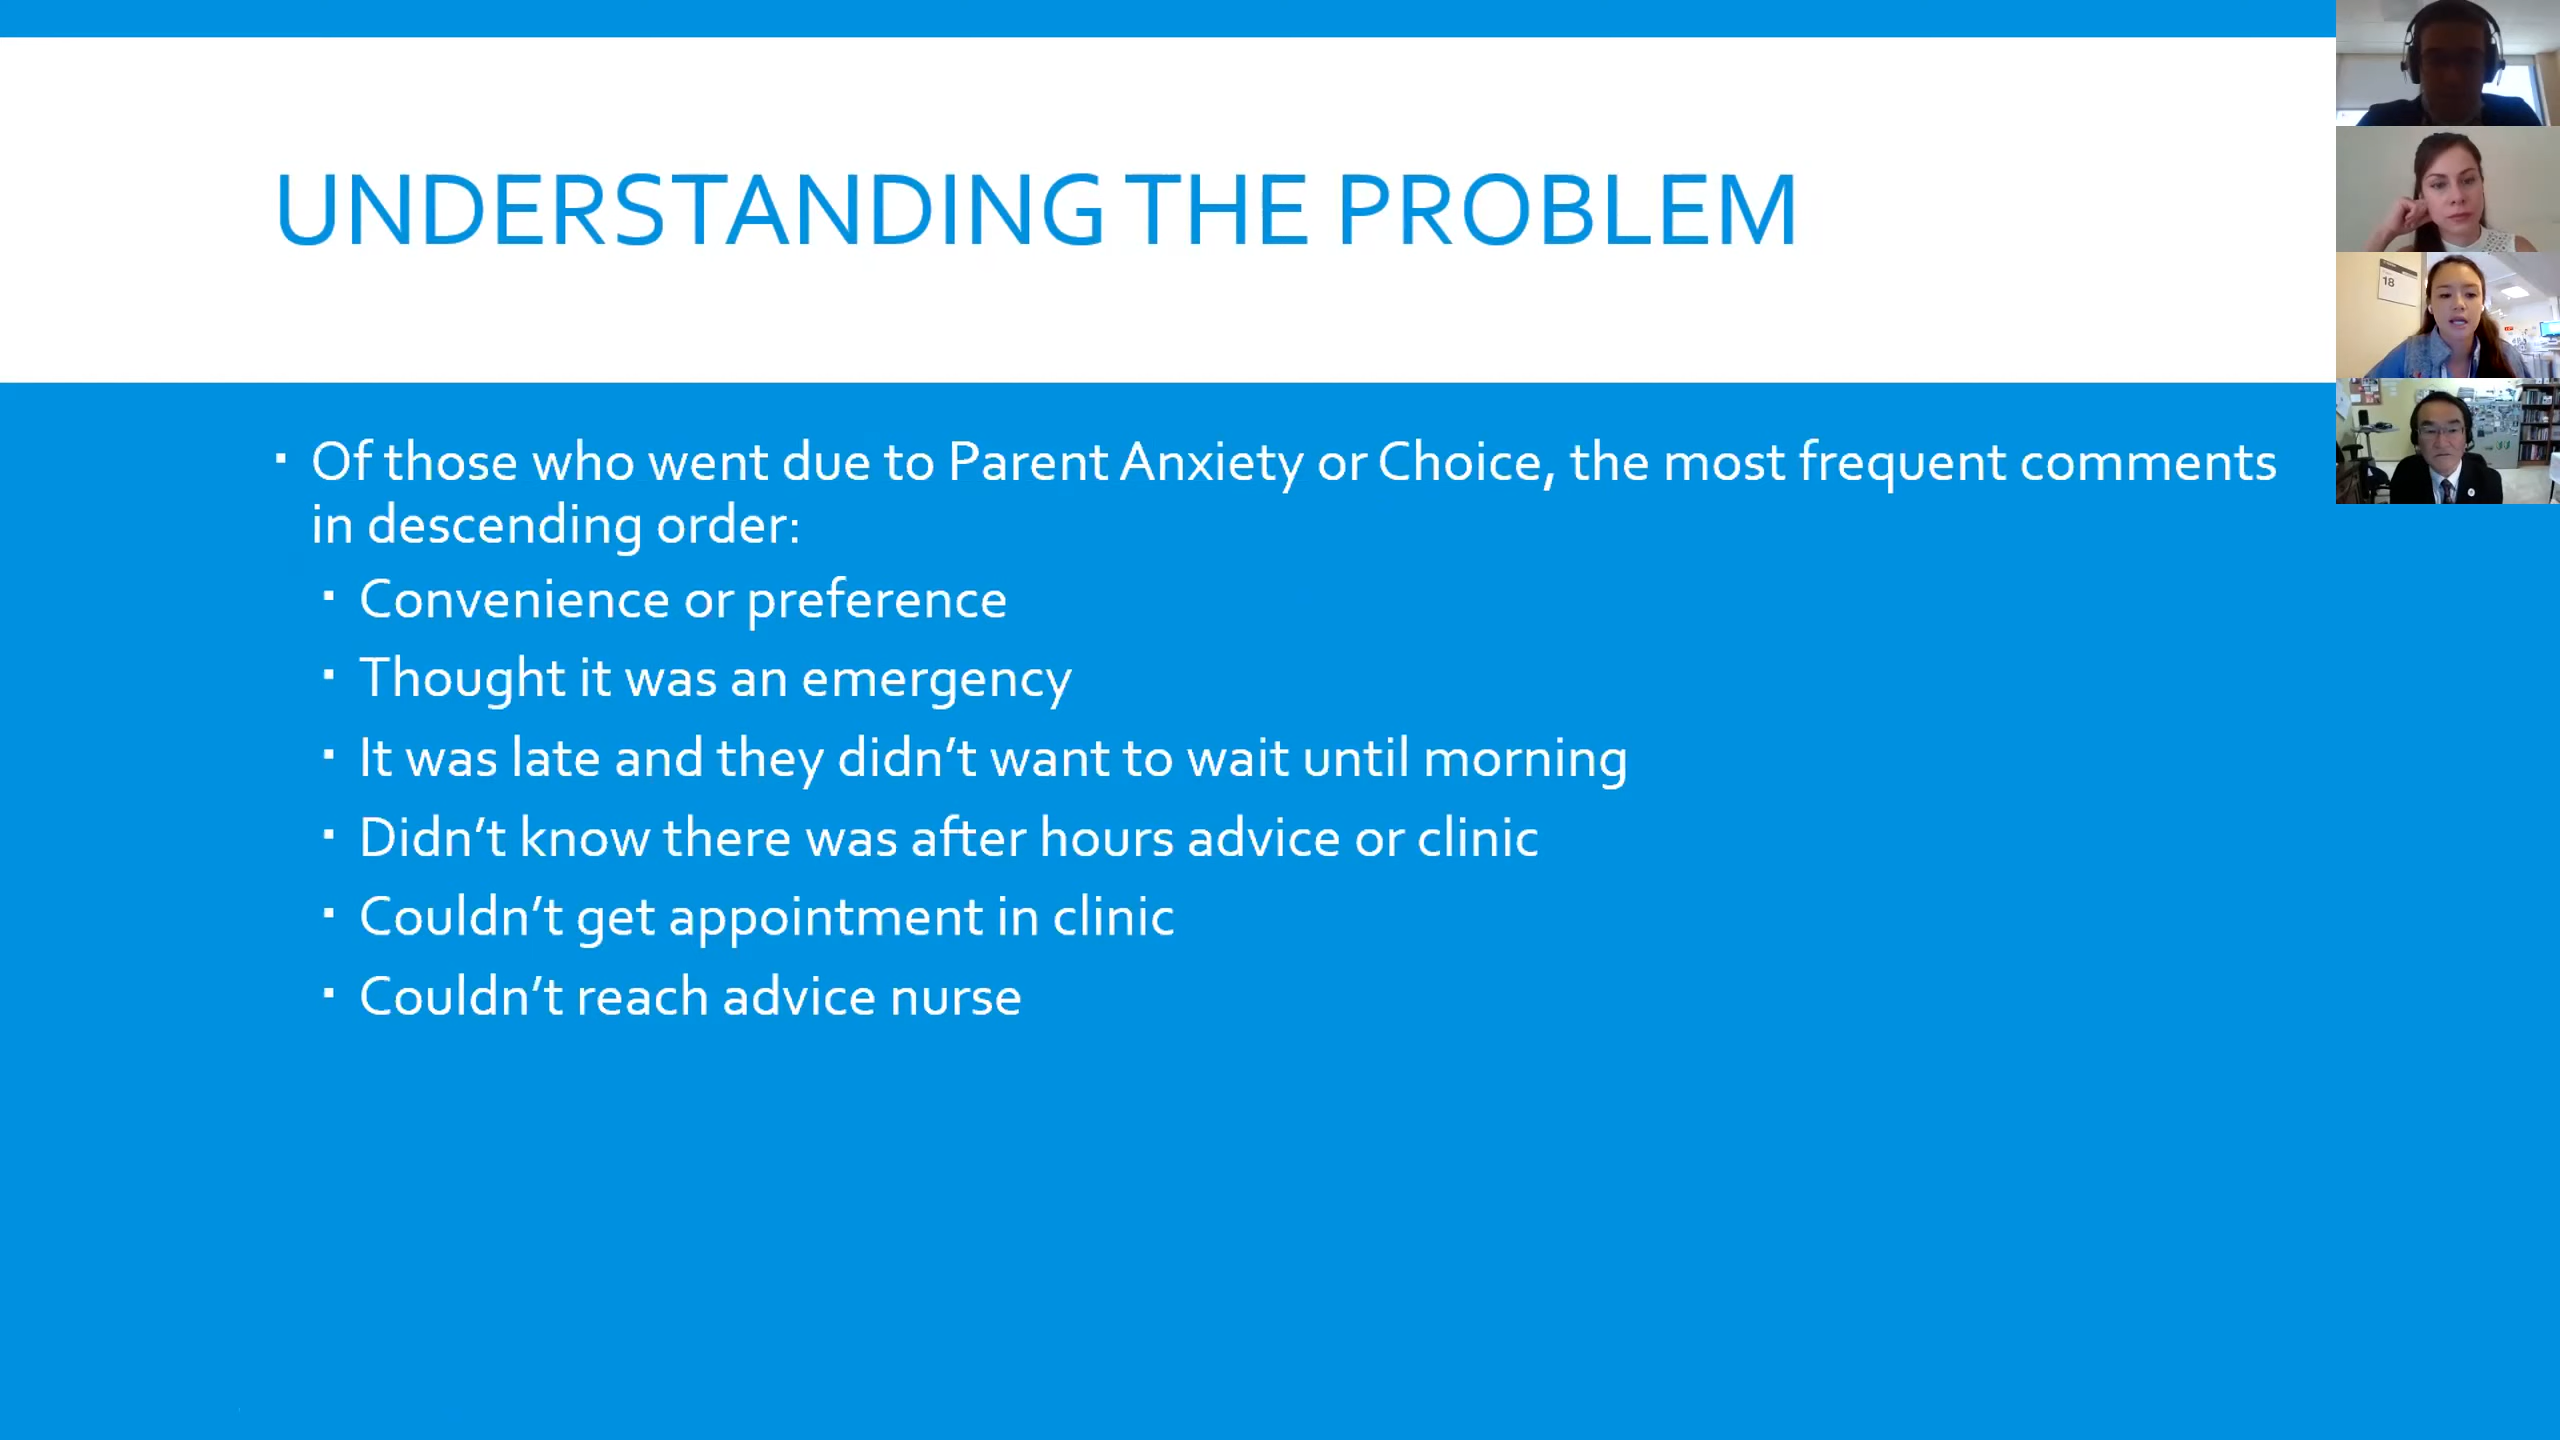 UNDERSTANDING THE PROBLEM
▪ Of those who went due to Parent Anxiety or Choice, the most frequent comments
in descending order:
▪ Convenience or preference
▪ Thought it was an emergency
▪ It was late and they didn’t want to wait until morning
▪ Didn’t know there was after hours advice or clinic
▪ Couldn’t get appointment in clinic
▪ Couldn’t reach advice nurse
18